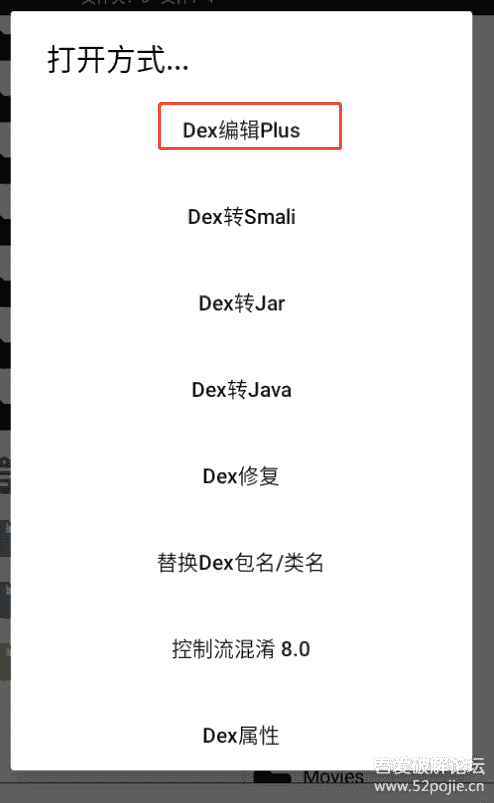 打开方式...
Dex编辑Plus
Dex转Smali
Dex转Jar
Dex转Java
Dex修复
替换Dex包名/类名
控制流混淆 8.0
Dex属性
吾爱破解论坛
Movies
www.52pojie.cn